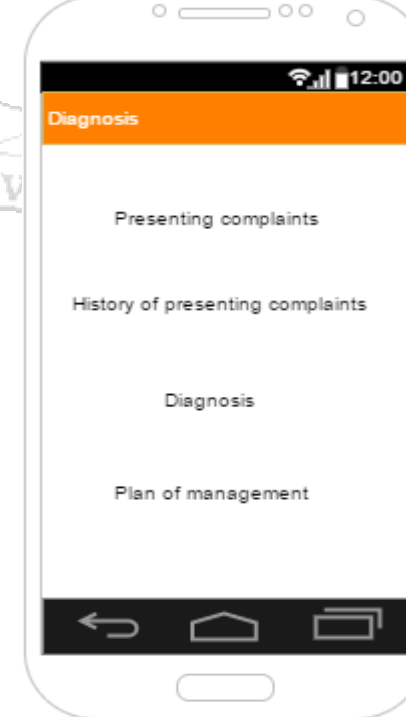 12:00
Diagnosis
Presenting complaints
History of presenting complaints
Diagnosis
Plan of management